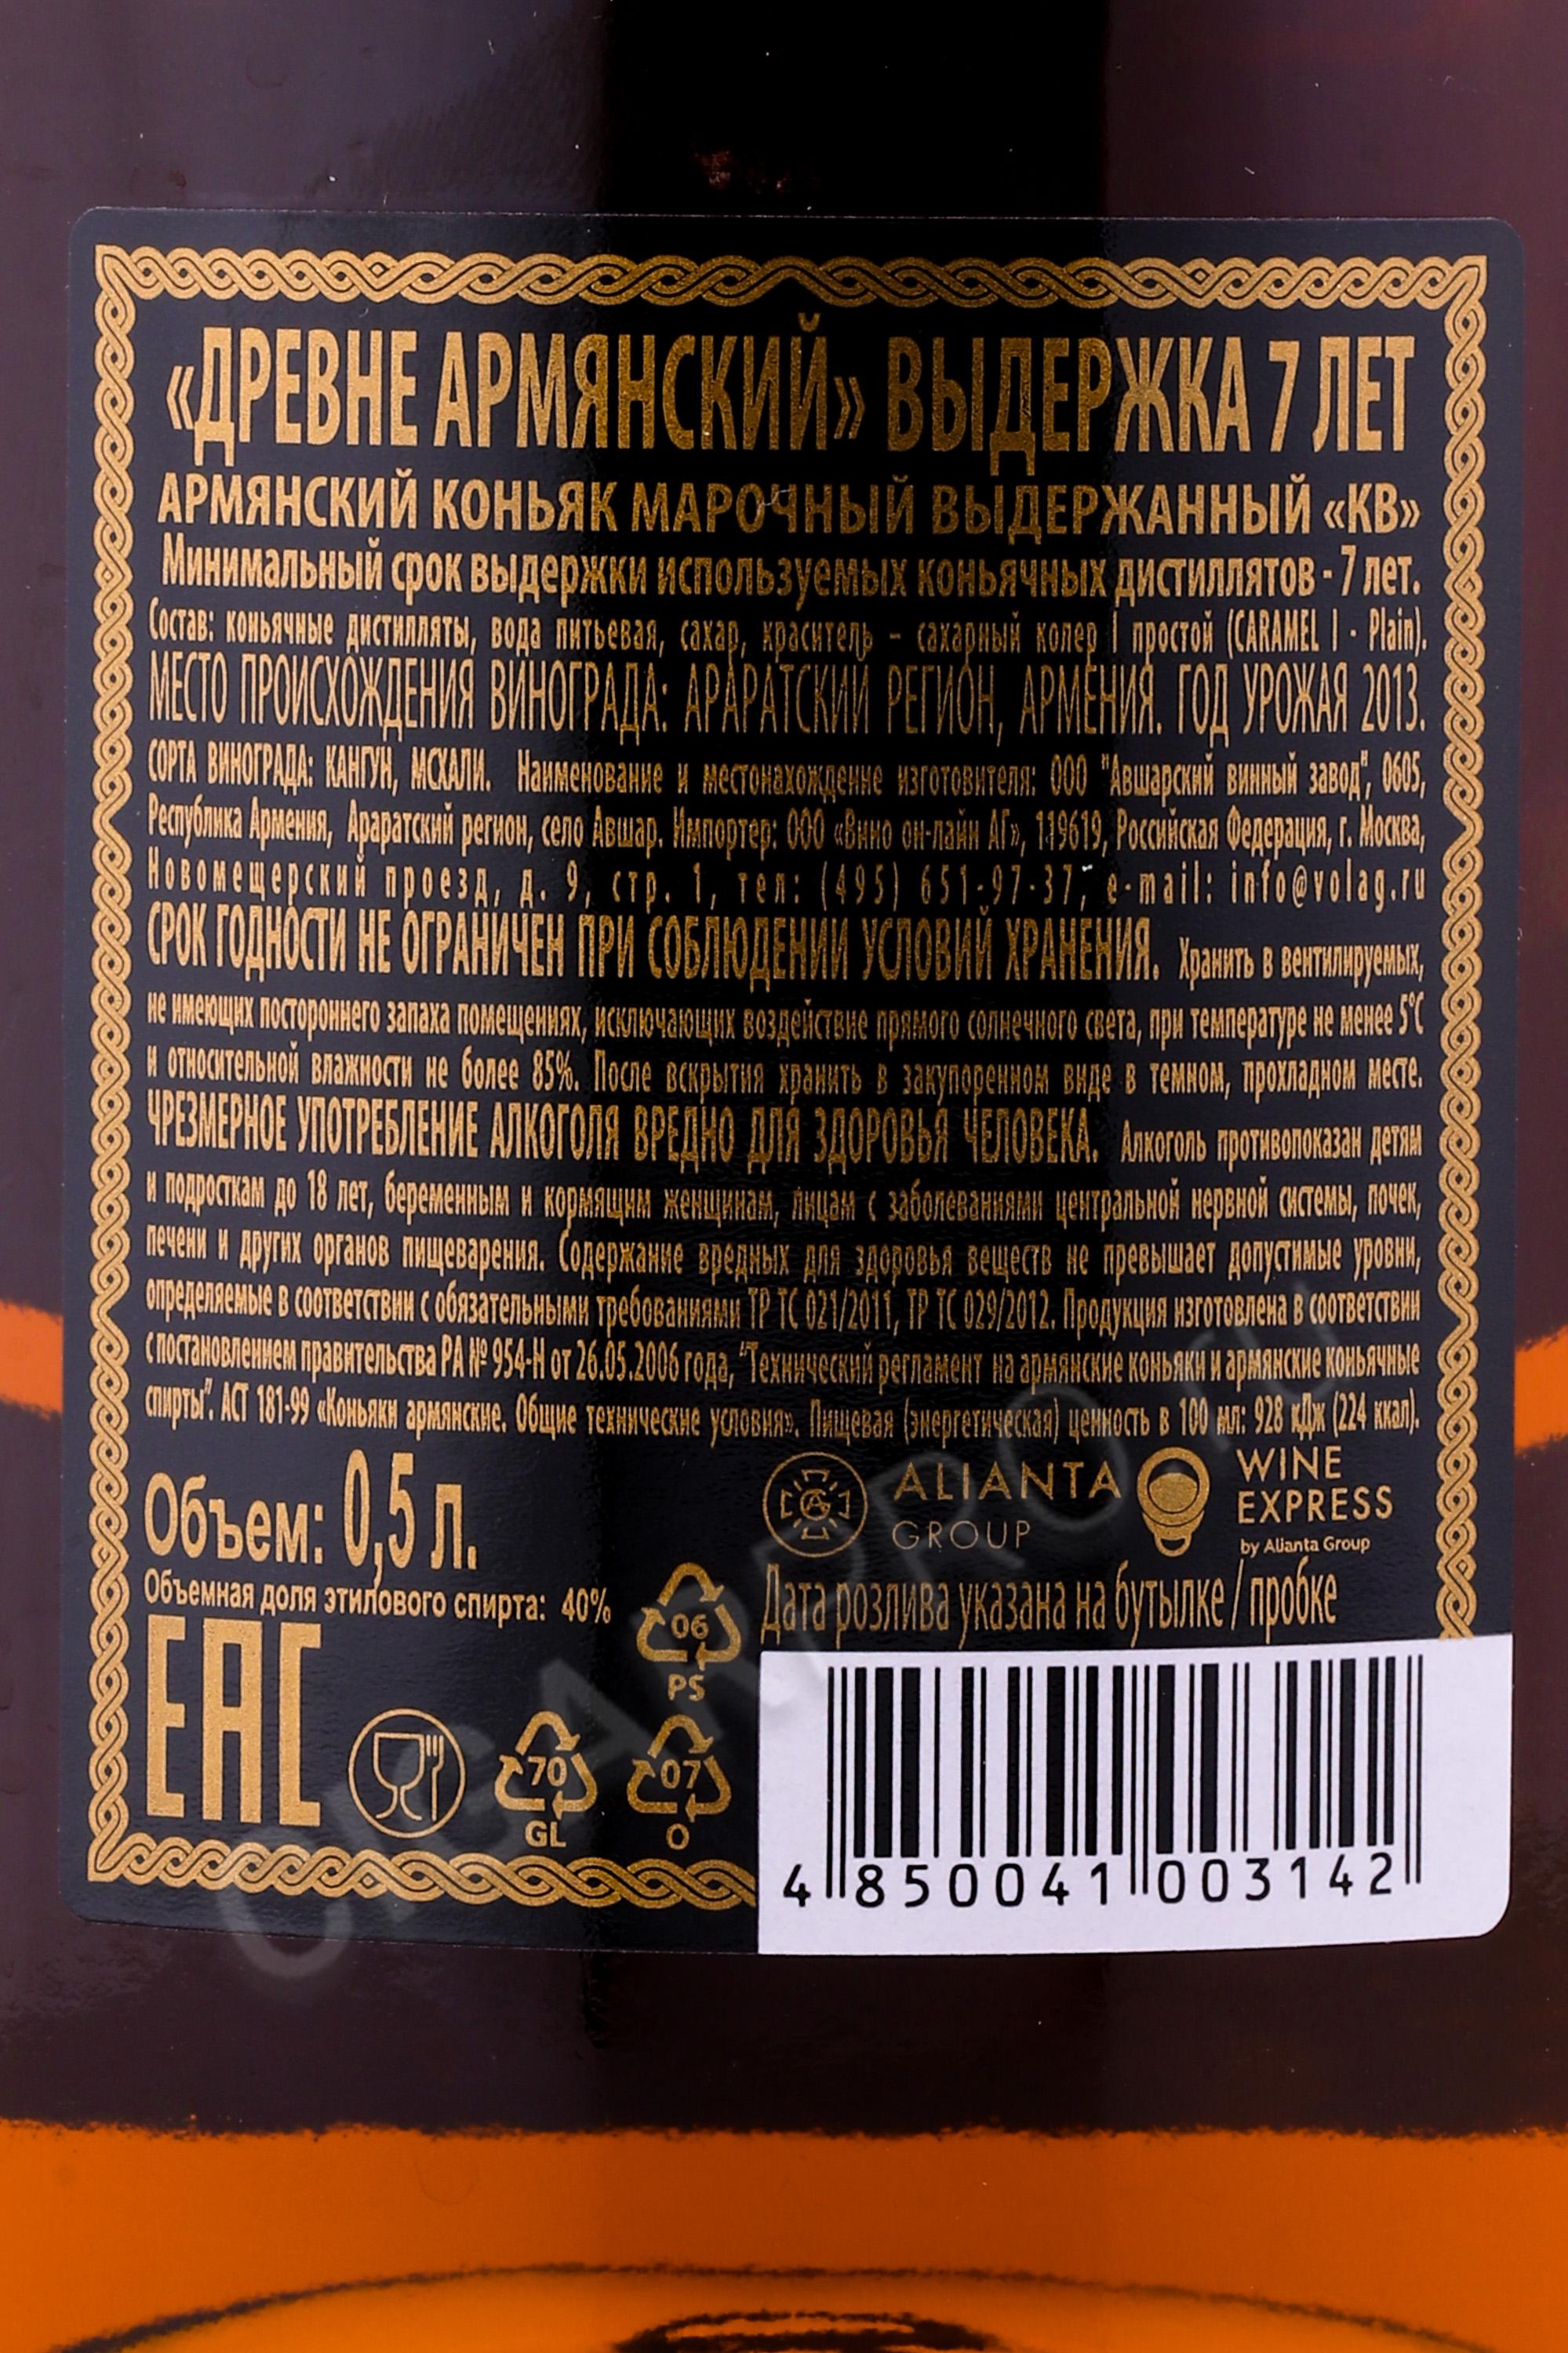 «ДРЕВНЕ АРМЯНСКИЙ» ВЫДЕРЖКА 7 ЛЕТ
АРМЯНСКИЙ КОНЬЯК МАРОЧНЫЙ ВЫДЕРЖАННЫЙ «КВ»
Минимальный срок выдержки используемых коньячных дистиллятов - 7 лет.
Состав: коньячные дистилляты, вода питьевая, сахар, краситель – сахарный колер I простой (CARAMEL I - Plain).
МЕСТО ПРОИСХОЖДЕНИЯ ВИНОГРАДА: АРАРАТСКИЙ РЕГИОН, АРМЕНИЯ. ГОД УРОЖАЯ 2013.
СОРТА ВИНОГРАДА: КАНГУН, МСХАЛИ. Наименование и местонахождение изготовителя: ООО "Авшарский винный завод", 0605,
Республика Армения, Араратский регион, село Авшар. Импортер: ООО «Вино он-лайн АГ», 119619, Российская Федерация, г. Москва,
Новомещерский проезд, д. 9, стр. 1, тел: (495) 651-97-37, e-mail: info@volag.ru
СРОК ГОДНОСТИ НЕ ОГРАНИЧЕН ПРИ СОБЛЮДЕНИИ УСЛОВИЙ ХРАНЕНИЯ. Хранить в вентилируемых,
не имеющих постороннего запаха помещениях, исключающих воздействие прямого солнечного света, при температуре не менее 5°С
и относительной влажности не более 85%. После вскрытия хранить в закупоренном виде в темном, прохладном месте.
ЧРЕЗМЕРНОЕ УПОТРЕБЛЕНИЕ АЛКОГОЛЯ ВРЕДНО ДЛЯ ЗДОРОВЬЯ ЧЕЛОВЕКА. Алкоголь противопоказан детям
и подросткам до 18 лет, беременным и кормящим женщинам, лицам с заболеваниями центральной нервной системы, почек,
печени и других органов пищеварения. Содержание вредных для здоровья веществ не превышает допустимые уровни,
определяемые в соответствии с обязательными требованиями ТР ТС 021/2011, ТР ТС 029/2012. Продукция изготовлена в соответствии
с постановлением правительства РА № 954-Н от 26.05.2006 года, "Технический регламент на армянские коньяки и армянские коньячные
спирты". АСТ 181-99 «Коньяки армянские. Общие технические условия». Пищевая (энергетическая) ценность в 100 мл: 928 кДж (224 ккал).
Объем: 0,5 л.
ALIANTA
GROUP
WINE
EXPRESS
by Alianta Group
Объемная доля этилового спирта: 40%
Дата розлива указана на бутылке / пробке
06
PS
EAC
70
GL
07
O
4 850041 003142
CIGARPRO.ru